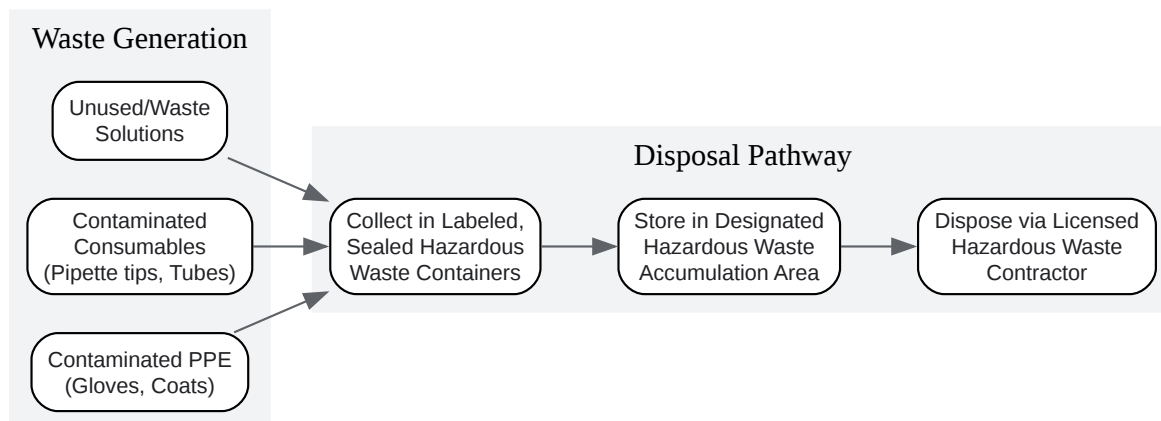 Waste Generation
Unused/Waste
Solutions
Contaminated
Consumables
(Pipette tips, Tubes)
Contaminated PPE
(Gloves, Coats)
Disposal Pathway
Collect in Labeled,
Sealed Hazardous
Waste Containers
Store in Designated
Hazardous Waste
Accumulation Area
Dispose via Licensed
Hazardous Waste
Contractor